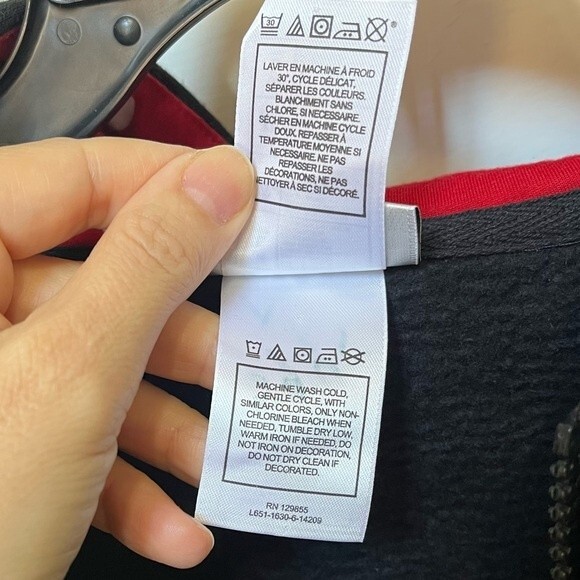 30
LAVER EN MACHINE À FROID
30°, CYCLE DÉLICAT,
SÉPARER LES COULEURS.
BLANCHIMENT SANS
CHLORE, SI NECESSAIRE.
SÉCHER EN MACHINE CYCLE
DOUX. REPASSER À
TEMPERATURE MOYENNE SI
NECESSAIRE. NE PAS
REPASSER LES
DÉCORATIONS, NE PAS
NETTOYER À SEC SI DÉCORÉ.
MACHINE WASH COLD,
GENTLE CYCLE, WITH
SIMILAR COLORS, ONLY NON-
CHLORINE BLEACH WHEN
NEEDED, TUMBLE DRY LOW,
WARM IRON IF NEEDED, DO
NOT IRON ON DECORATION,
DO NOT DRY CLEAN IF
DECORATED.
RN 129855
L651-1630-6-14209